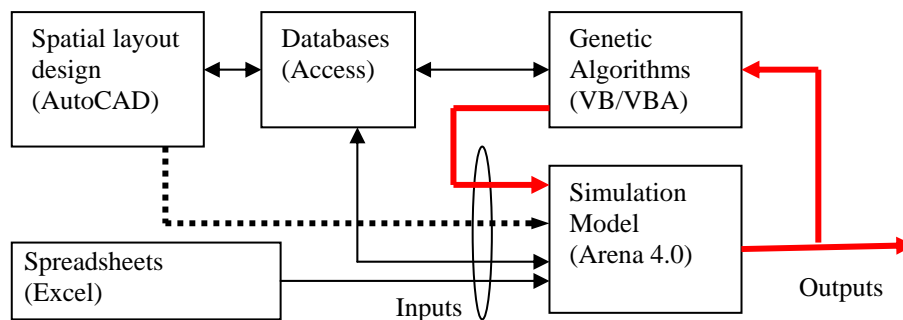 Spatial layout
design
(AutoCAD)
Databases
(Access)
Genetic
Algorithms
(VB/VBA)
Simulation
Model
(Arena 4.0)
Spreadsheets
(Excel)
Inputs
Outputs